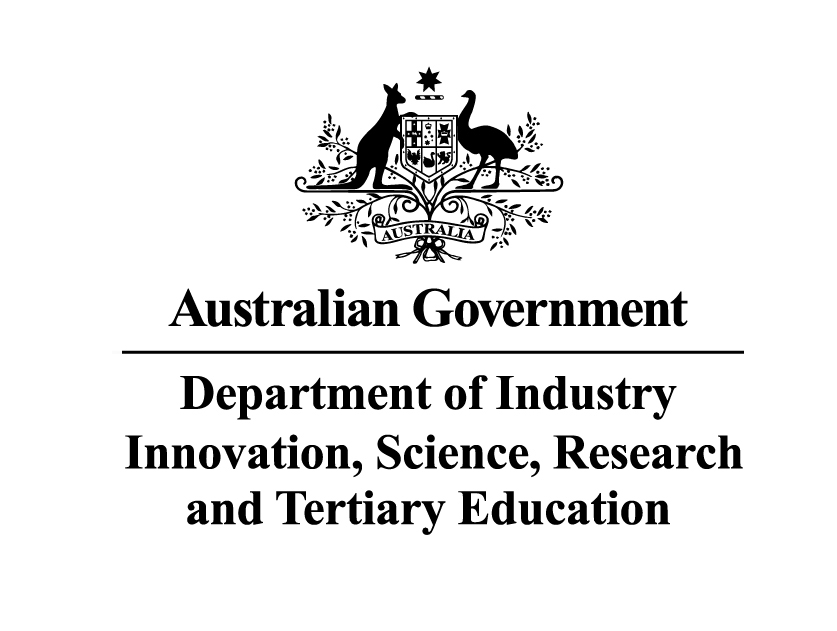 AUSTRALIA
Australian Government
Department of Industry
Innovation, Science, Research
and Tertiary Education